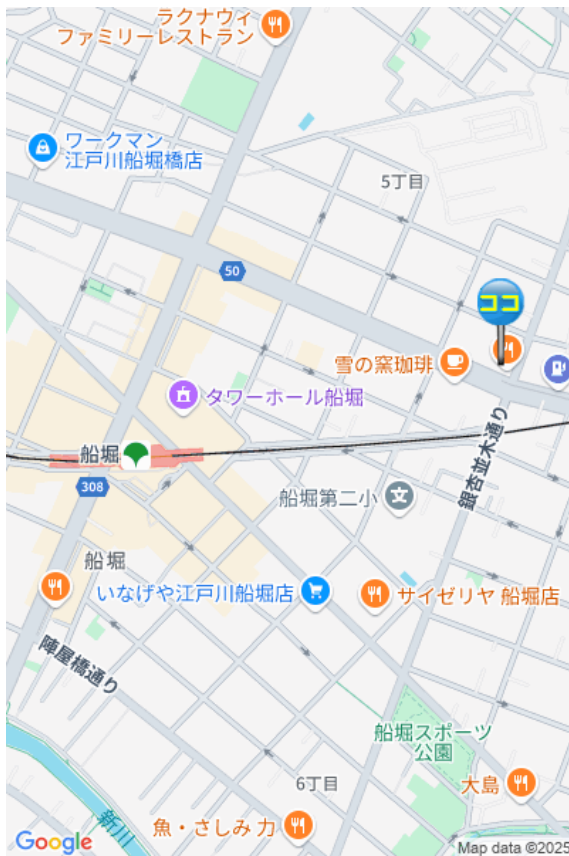 ラクナウィ
ファミリーレストラン
ワークマン
江戸川船堀橋店
5丁目
50
ココ
雪の窯珈琲
タワーホール船堀
銀杏並木通り
船堀
308
船堀第二小
船堀
いなげや江戸川船堀店
サイゼリヤ 船堀店
陣屋橋通り
船堀スポーツ
公園
6丁目
大島
新川
魚・さしみ 力
Google
Map data ©2025